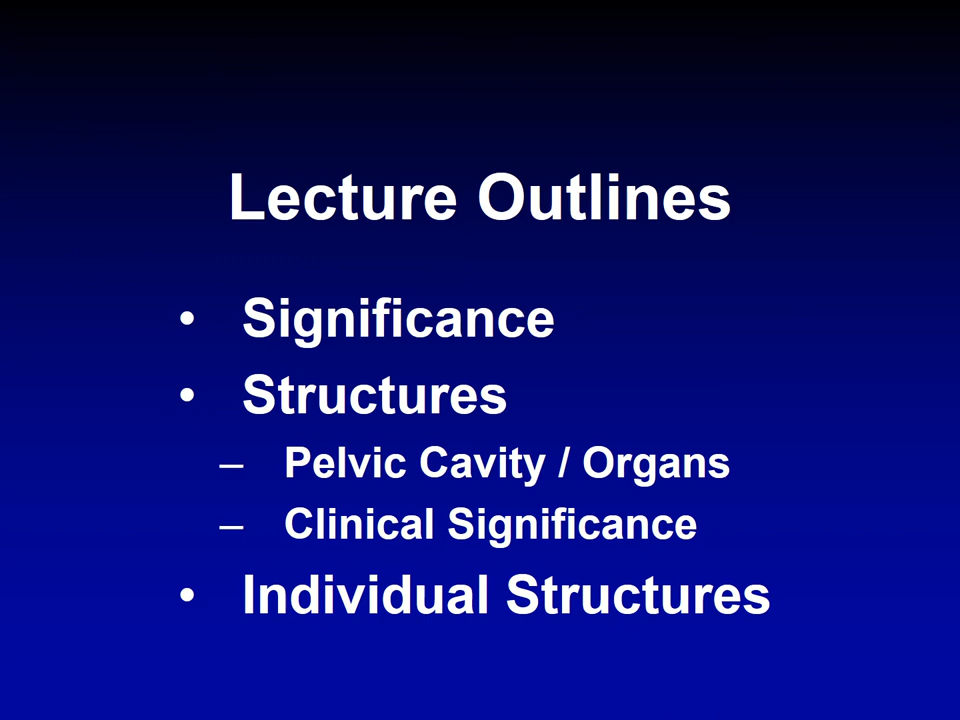 Lecture Outlines
• Significance
• Structures
– Pelvic Cavity / Organs
– Clinical Significance
• Individual Structures